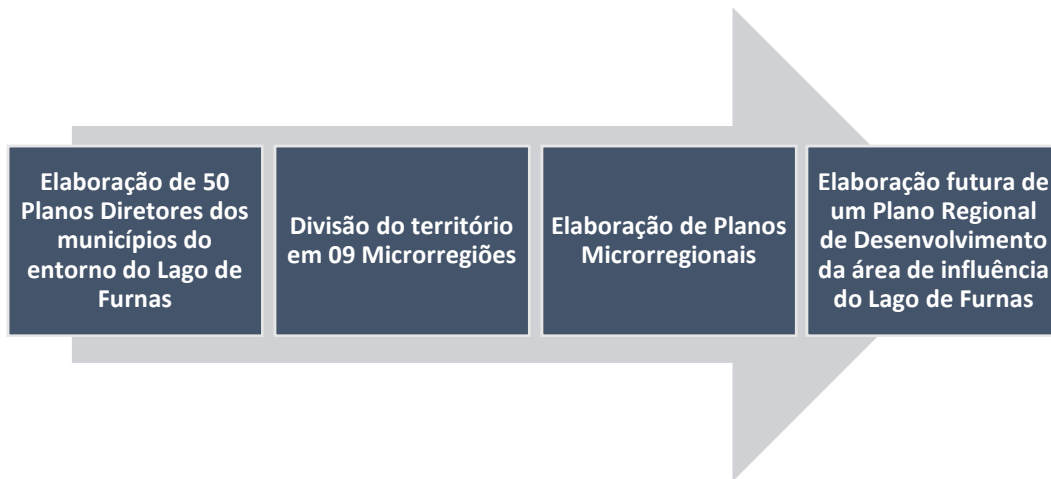 Elaboração de 50
Planos Diretores dos
municípios do
entorno do Lago de
Furnas
Divisão do território
em 09 Microrregiões
Elaboração de Planos
Microrregionais
Elaboração futura de
um Plano Regional
de Desenvolvimento
da área de influência
do Lago de Furnas